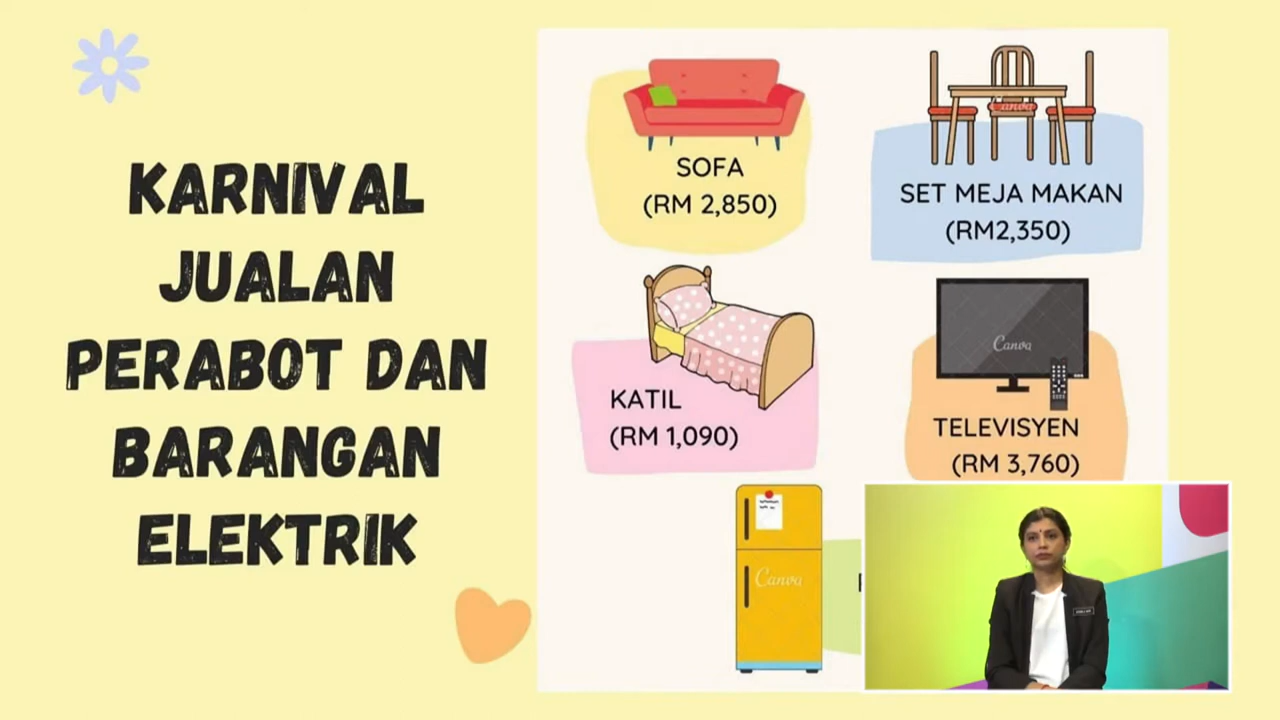 KARNIVAL
JUALAN
PERABOT DAN
BARANGAN
ELEKTRIK
SOFA
(RM 2,850)
Canva
SET MEJA MAKAN
(RM2,350)
KATIL
(RM 1,090)
Canva
TELEVISYEN
(RM 3,760)
Canva